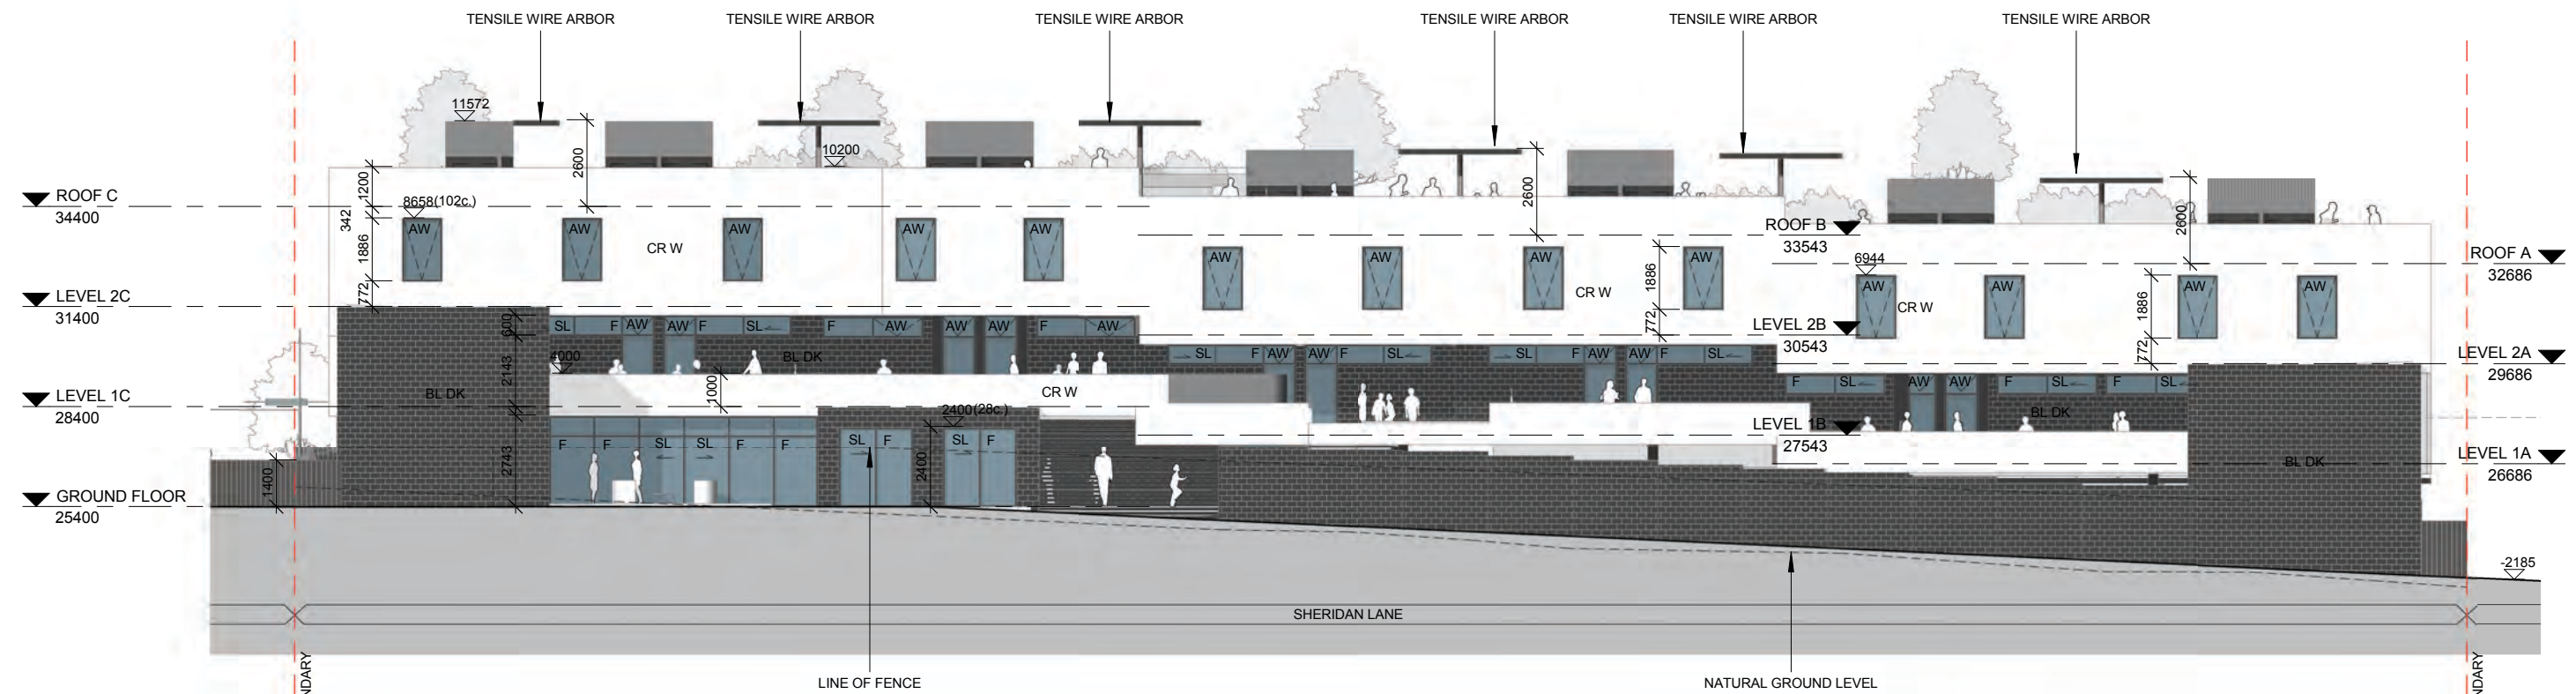 TENSILE WIRE ARBOR
TENSILE WIRE ARBOR
TENSILE WIRE ARBOR
TENSILE WIRE ARBOR
TENSILE WIRE ARBOR
TENSILE WIRE ARBOR
11572
10200
2600
2600
2600
ROOF C
34400
1200
342
8658(102c.)
1886
772
AW
AW
AW
AW
AW
CR W
AW
AW
AW
AW
CR W
1886
772
ROOF B
33543
6944
AW
AW
AW
AW
CR W
1886
772
ROOF A
32686
LEVEL 2C
31400
LEVEL 2B
30543
LEVEL 2A
29686
600
2143
SL F AW AW F SL F AW AW AW F AW
BL DK
4000
1000
CR W
SL F AW AW F SL SL F AW AW F SL
F SL AW AW F SL F SL
BL DK
BL DK
LEVEL 1C
28400
2400(28c.)
LEVEL 1B
27543
LEVEL 1A
26686
BL DK
1400
2743
F F SL SL F F SL F SL F
2400
GROUND FLOOR
25400
-2185
SHERIDAN LANE
NDARY
LINE OF FENCE
NATURAL GROUND LEVEL
NDARY